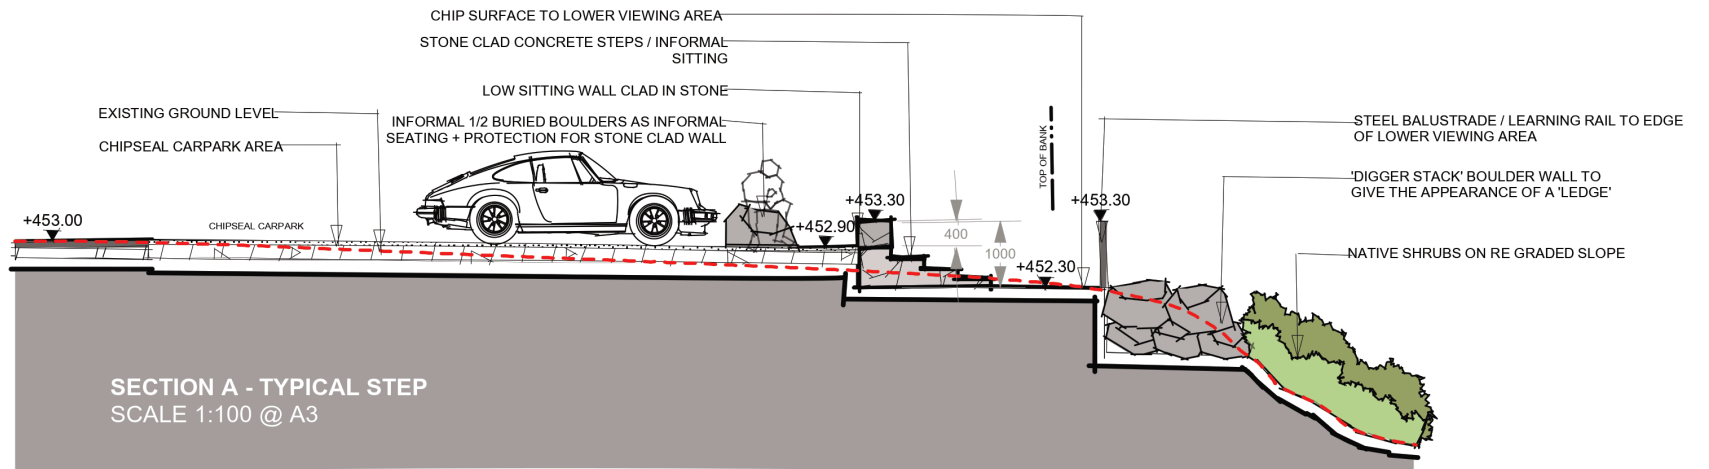 CHIP SURFACE TO LOWER VIEWING AREA
STONE CLAD CONCRETE STEPS / INFORMAL
SITTING
LOW SITTING WALL CLAD IN STONE
EXISTING GROUND LEVEL
INFORMAL 1/2 BURIED BOULDERS AS INFORMAL
SEATING + PROTECTION FOR STONE CLAD WALL
CHIPSEAL CARPARK AREA
TOP OF BANK
STEEL BALUSTRADE / LEARNING RAIL TO EDGE
OF LOWER VIEWING AREA
'DIGGER STACK' BOULDER WALL TO
GIVE THE APPEARANCE OF A 'LEDGE'
NATIVE SHRUBS ON RE GRADED SLOPE
+453.00
CHIPSEAL CARPARK
+452.90
+453.30
400
1000
+452.30
+453.30
SECTION A - TYPICAL STEP
SCALE 1:100 @ A3